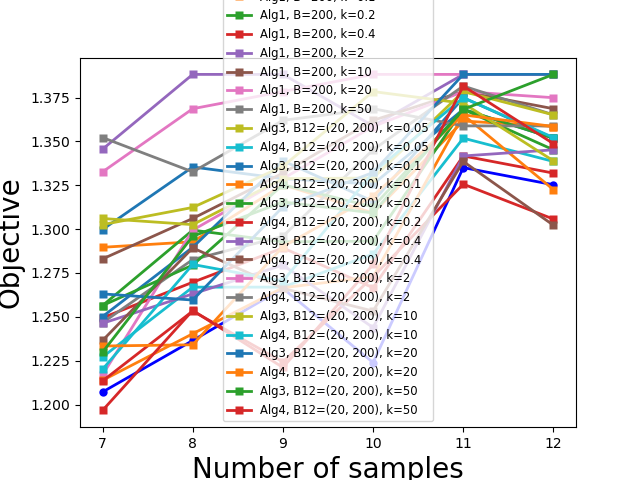 Alg1, B=200, k=0.2
Alg1, B=200, k=0.4
Alg1, B=200, k=2
Alg1, B=200, k=10
Alg1, B=200, k=20
Alg1, B=200, k=50
Alg3, B12=(20, 200), k=0.05
Alg4, B12=(20, 200), k=0.05
Alg3, B12=(20, 200), k=0.1
Alg4, B12=(20, 200), k=0.1
Alg3, B12=(20, 200), k=0.2
Alg4, B12=(20, 200), k=0.2
Alg3, B12=(20, 200), k=0.4
Alg4, B12=(20, 200), k=0.4
Alg3, B12=(20, 200), k=2
Alg4, B12=(20, 200), k=2
Alg3, B12=(20, 200), k=10
Alg4, B12=(20, 200), k=10
Alg3, B12=(20, 200), k=20
Alg4, B12=(20, 200), k=20
Alg3, B12=(20, 200), k=50
Alg4, B12=(20, 200), k=50
Objective
1.375
1.350
1.325
1.300
1.275
1.250
1.225
1.200
7 8 9 10 11 12
Number of samples